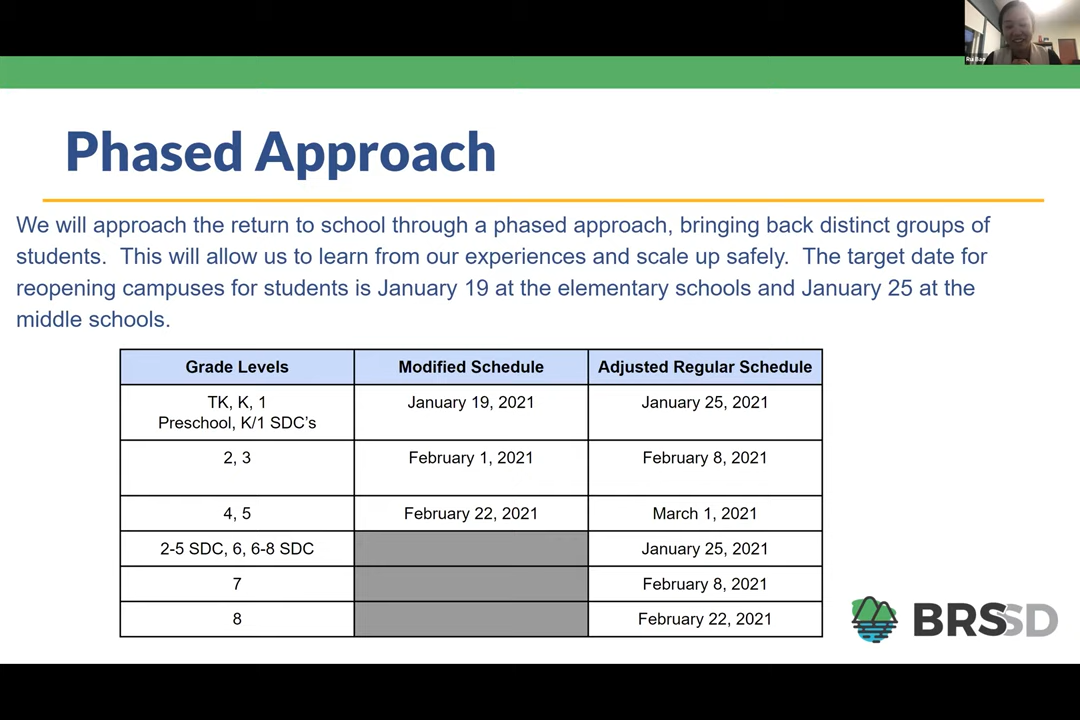 Rui Bao
Phased Approach
We will approach the return to school through a phased approach, bringing back distinct groups of
students. This will allow us to learn from our experiences and scale up safely. The target date for
reopening campuses for students is January 19 at the elementary schools and January 25 at the
middle schools.
Grade Levels Modified Schedule Adjusted Regular Schedule
TK, K, 1 January 19, 2021 January 25, 2021
Preschool, K/1 SDC's
2, 3 February 1, 2021 February 8, 2021
4, 5 February 22, 2021 March 1, 2021
2-5 SDC, 6, 6-8 SDC January 25, 2021
7 February 8, 2021
8 February 22, 2021
BRSSD